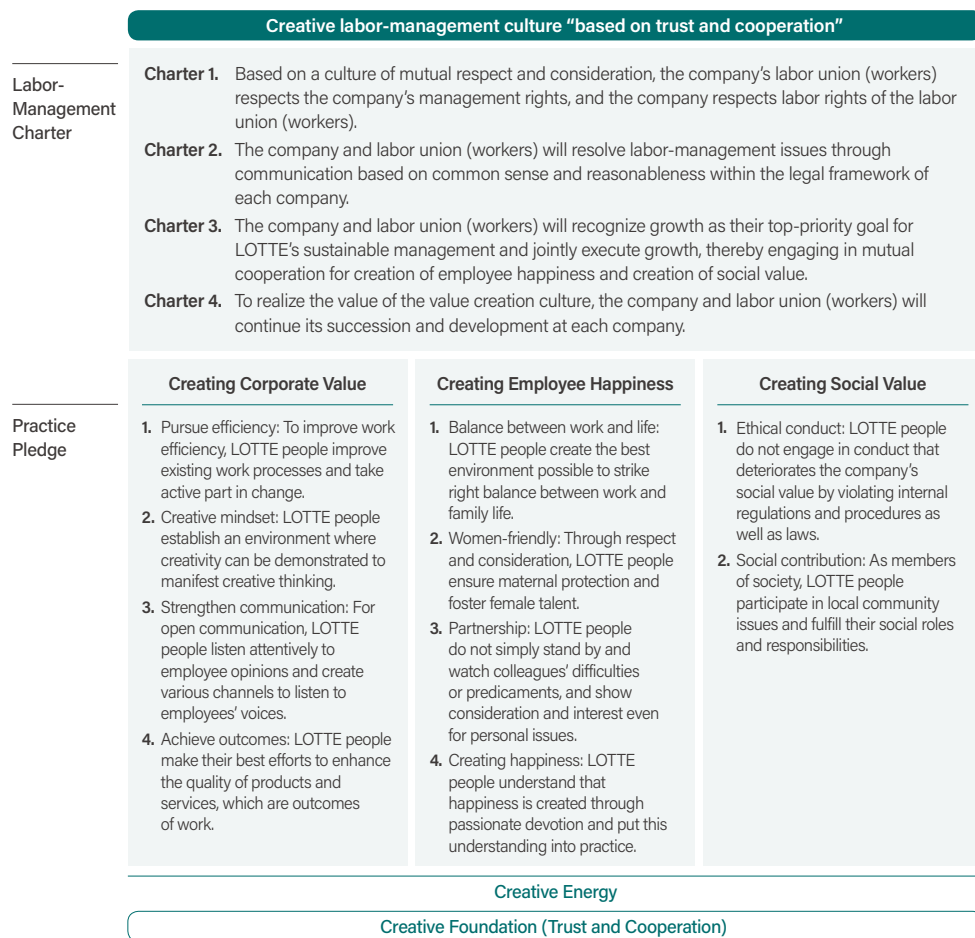 Creative labor-management culture “based on trust and cooperation”
Labor-
Management
Charter
Charter 1. Based on a culture of mutual respect and consideration, the company’s labor union (workers)
respects the company’s management rights, and the company respects labor rights of the labor
union (workers).
Charter 2. The company and labor union (workers) will resolve labor-management issues through
communication based on common sense and reasonableness within the legal framework of
each company.
Charter 3. The company and labor union (workers) will recognize growth as their top-priority goal for
LOTTE’s sustainable management and jointly execute growth, thereby engaging in mutual
cooperation for creation of employee happiness and creation of social value.
Charter 4. To realize the value of the value creation culture, the company and labor union (workers) will
continue its succession and development at each company.
Practice
Pledge
Creating Corporate Value
1. Pursue efficiency: To improve work
efficiency, LOTTE people improve
existing work processes and take
active part in change.
2. Creative mindset: LOTTE people
establish an environment where
creativity can be demonstrated to
manifest creative thinking.
3. Strengthen communication: For
open communication, LOTTE
people listen attentively to
employee opinions and create
various channels to listen to
employees’ voices.
4. Achieve outcomes: LOTTE people
make their best efforts to enhance
the quality of products and
services, which are outcomes
of work.
Creating Employee Happiness
1. Balance between work and life:
LOTTE people create the best
environment possible to strike
right balance between work and
family life.
2. Women-friendly: Through respect
and consideration, LOTTE people
ensure maternal protection and
foster female talent.
3. Partnership: LOTTE people
do not simply stand by and
watch colleagues’ difficulties
or predicaments, and show
consideration and interest even
for personal issues.
4. Creating happiness: LOTTE
people understand that
happiness is created through
passionate devotion and put this
understanding into practice.
Creating Social Value
1. Ethical conduct: LOTTE people
do not engage in conduct that
deteriorates the company’s
social value by violating internal
regulations and procedures as
well as laws.
2. Social contribution: As members
of society, LOTTE people
participate in local community
issues and fulfill their social roles
and responsibilities.
Creative Energy
Creative Foundation (Trust and Cooperation)